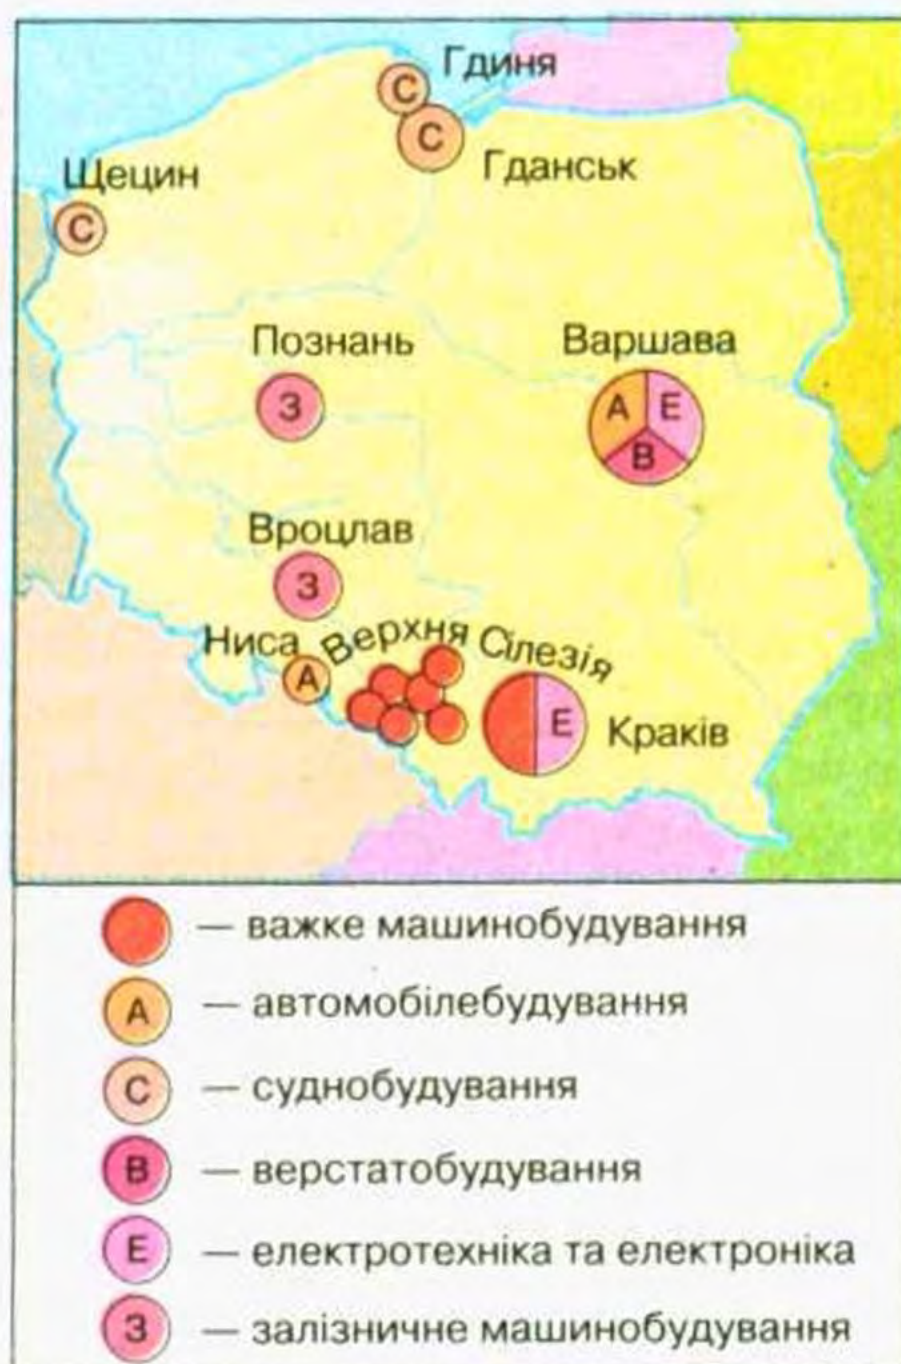 Гдиня
С
С
Гданськ
Щецин
С
Познань
З
Варшава
А Е
В
Вроцлав
З
Ниса
А
Верхня Сілезія
Е
Краків
— важке машинобудування
А — автомобілебудування
С — суднобудування
В — верстатобудування
Е — електротехніка та електроніка
З — залізничне машинобудування